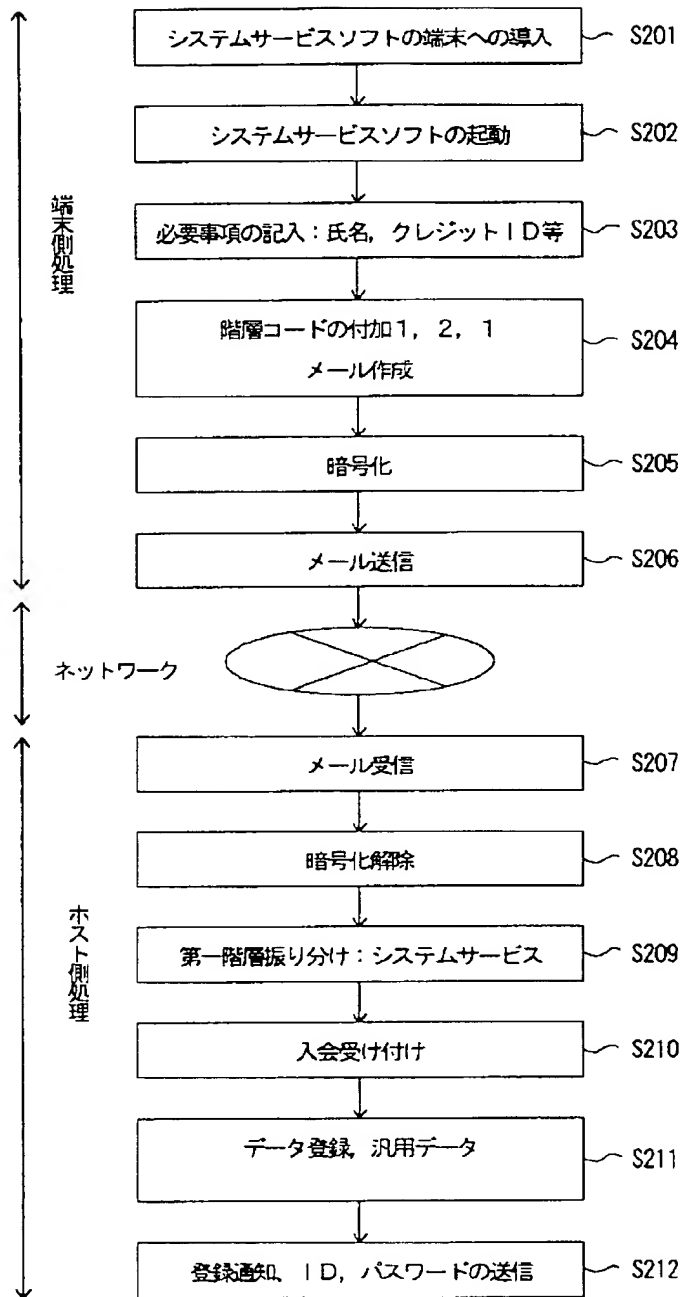 システムサービスソフトの端末への導入 S201
システムサービスソフトの起動 S202
端末側処理
必要事項の記入：氏名，クレジットＩＤ等 S203
階層コードの付加１，２，１
メール作成
S204
暗号化 S205
メール送信 S206
ネットワーク
メール受信 S207
暗号化解除 S208
ホスト側処理
第一階層振り分け：システムサービス S209
入会受け付け S210
データ登録，汎用データ
S211
登録通知、ＩＤ，パスワードの送信 S212